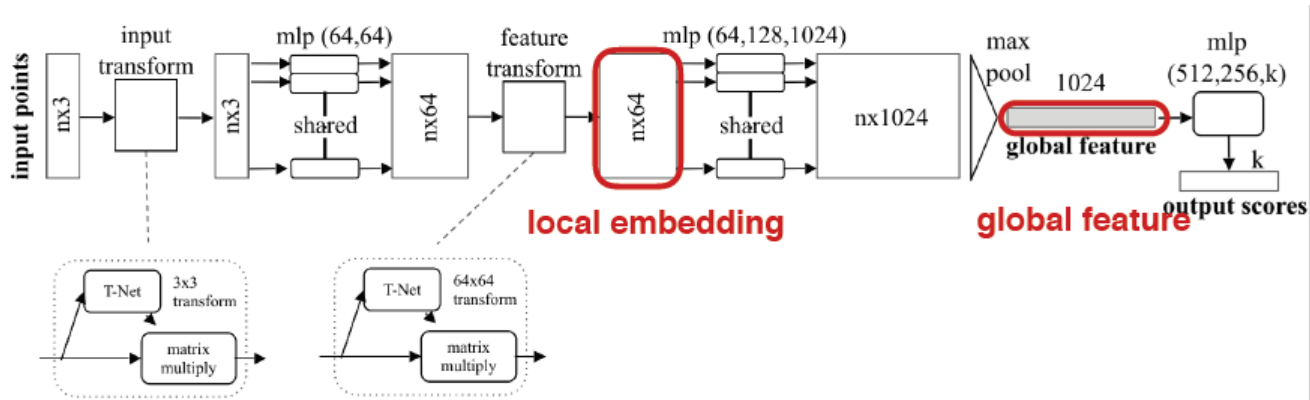 input points
nx3
input
transform
nx3
mlp (64,64)
shared
nx64
feature
transform
nx64
local embedding
mlp (64,128,1024)
shared
nx1024
max
pool
1024
global feature
global feature
mlp
(512,256,k)
k
output scores
T-Net
3x3
transform
matrix
multiply
T-Net
64x64
transform
matrix
multiply